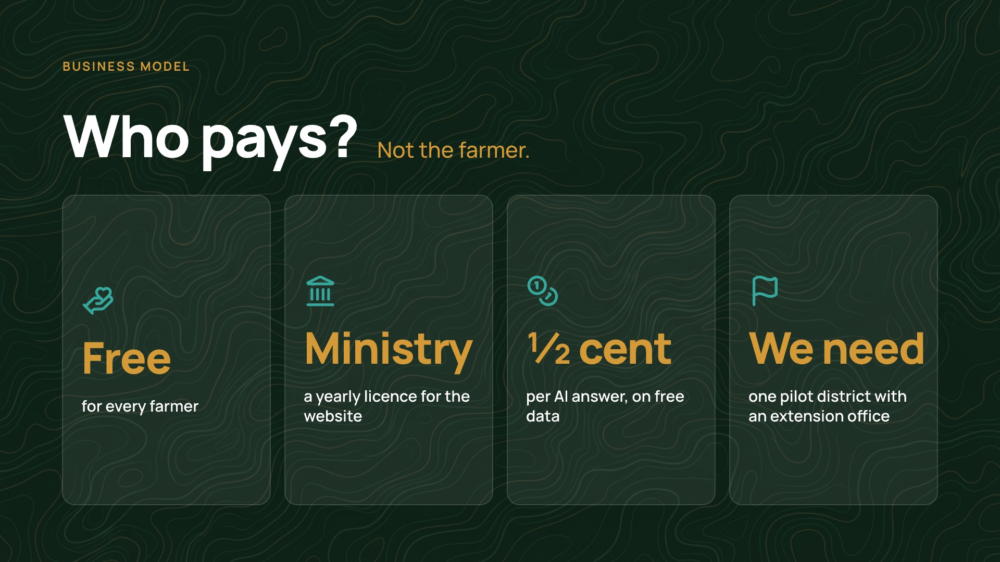 BUSINESS MODEL
Who pays? Not the farmer.
Free
for every farmer
Ministry
a yearly licence for the
website
½ cent
per AI answer, on free
data
We need
one pilot district with
an extension office